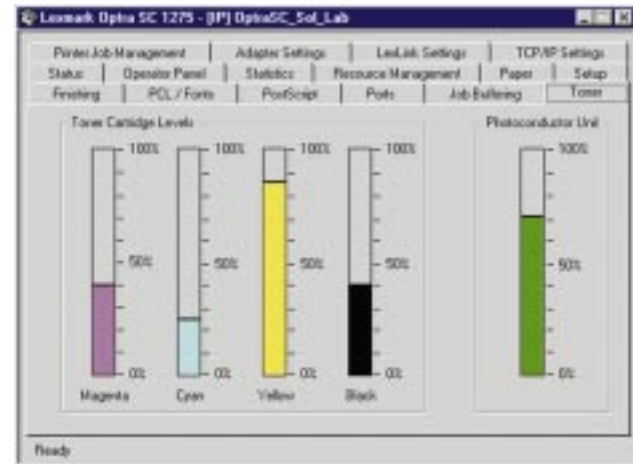 Lexmark Optra SC 1275 - [IP] OptraSC_Sol_Lab
Printer Job Management Adapter Settings LexLink Settings TCP/IP Settings
Status Operator Panel Statistics Resource Management Paper Setup
Finishing PCL / Fonts PostScript Ports Job Buffering Toner
Toner Cartridge Levels Photoconductor Unit
100% 100% 100% 100% 100%
50% 50% 50% 50% 50%
0% 0% 0% 0% 0%
Magenta Cyan Yellow Black
Ready